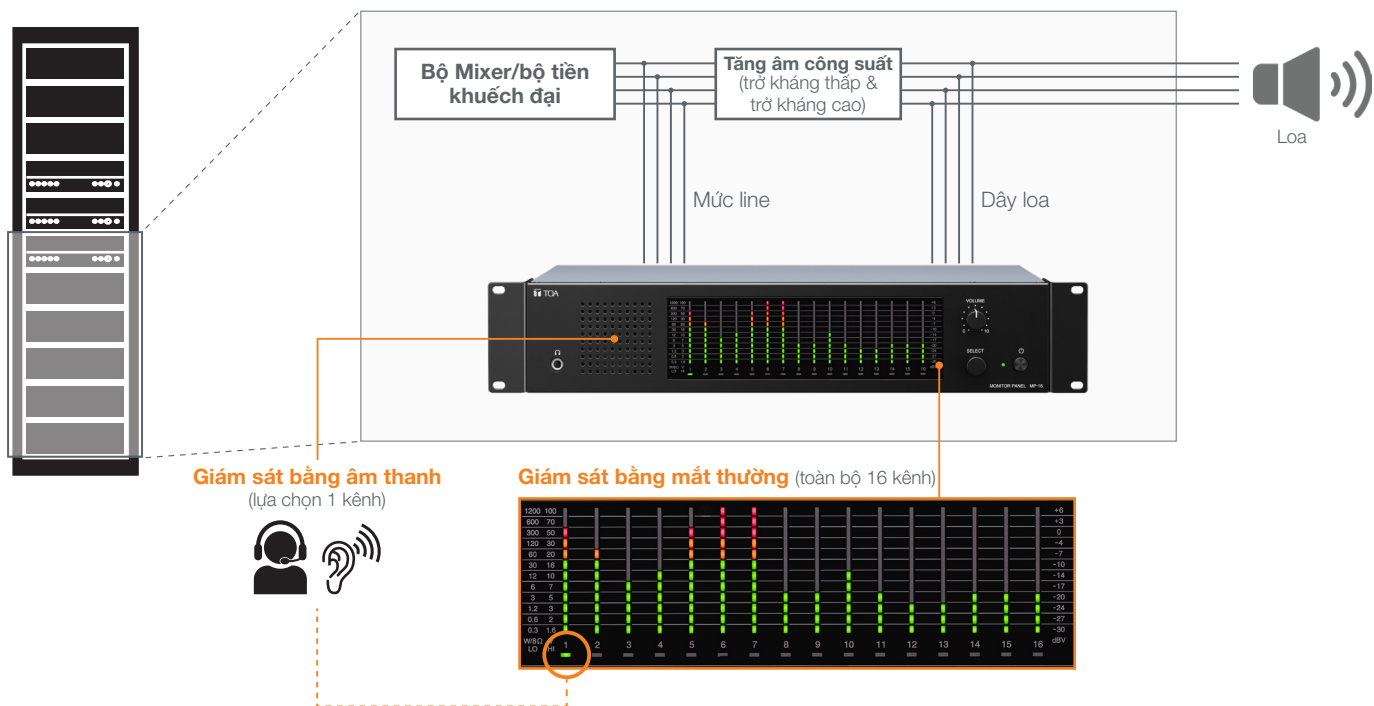 Bộ Mixer/bộ tiền
khuếch đại
Tăng âm công suất
(trở kháng thấp &
trở kháng cao)
Loa
Mức line
Dây loa
TOA
VOLUME
0 10
SELECT
MONITOR PANEL MP-16
Giám sát bằng âm thanh
(lựa chọn 1 kênh)
Giám sát bằng mắt thường (toàn bộ 16 kênh)
1200 100 +6
600 70 +3
300 50 0
120 30 -4
60 20 -7
30 16 -10
12 10 -14
6 7 -17
3 5 -20
1.2 3 -24
0.6 2 -27
0.3 1.6 -30
W/8Ω dBV
LO HI 1 2 3 4 5 6 7 8 9 10 11 12 13 14 15 16